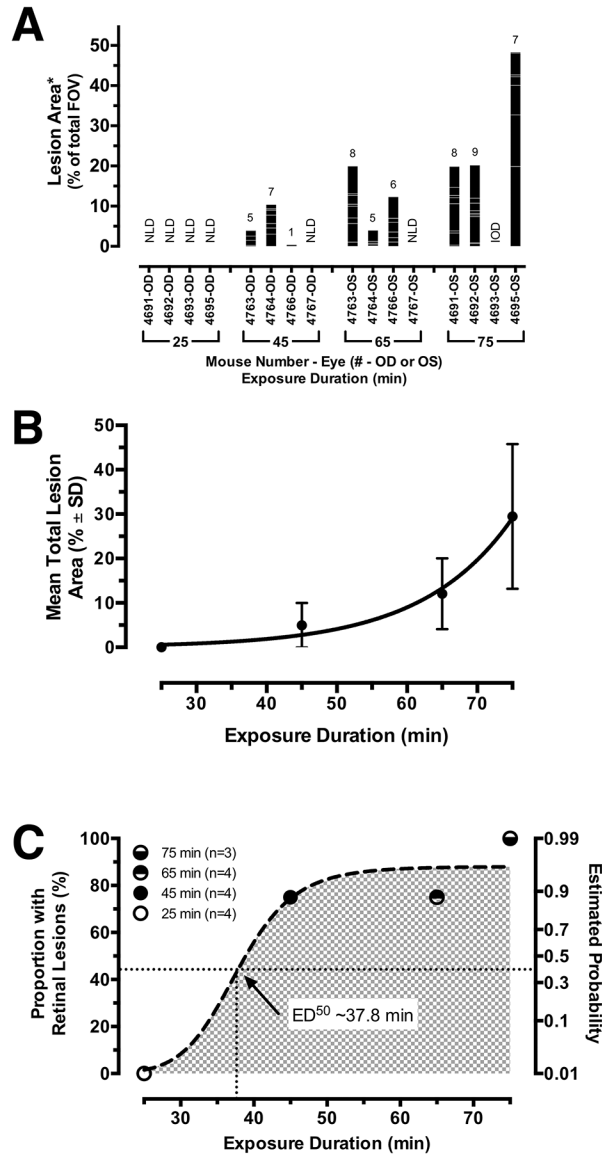 A
Lesion Area*
(% of total FOV)
50
40
30
20
10
0
NLD NLD NLD NLD 5 7 1 NLD 8 5 6 NLD 8 9 IOD 7
4691-OD 4692-OD 4693-OD 4695-OD 4763-OD 4764-OD 4766-OD 4767-OD 4763-OS 4764-OS 4766-OS 4767-OS 4691-OS 4692-OS 4693-OS 4695-OS
25 45 65 75
Mouse Number - Eye (# - OD or OS)
Exposure Duration (min)
B
Mean Total Lesion
Area (% ± SD)
50
40
30
20
10
0
30 40 50 60 70
Exposure Duration (min)
C
Proportion with
Retinal Lesions (%)
100
80
60
40
20
0
75 min (n=3)
65 min (n=4)
45 min (n=4)
25 min (n=4)
ED50 ~37.8 min
0.99
0.9
0.7
0.5
0.3
0.1
0.01
Estimated Probability
30 40 50 60 70
Exposure Duration (min)